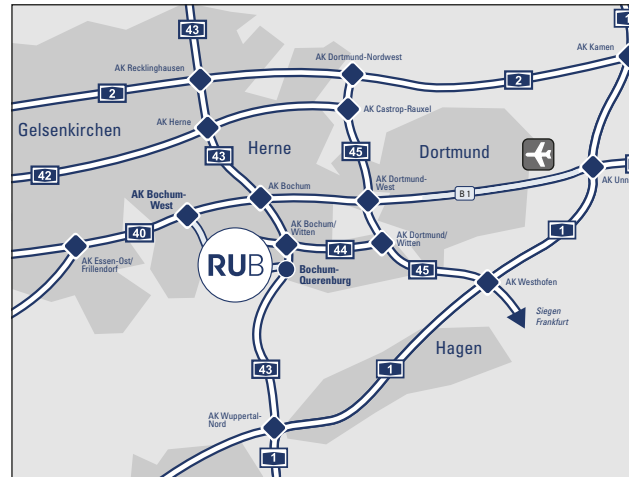 43
1
AK Kamen
AK Dortmund-Nordwest
AK Recklinghausen
2
2
AK Castrop-Rauxel
Gelsenkirchen
AK Herne
43
Herne
45
Dortmund
42
AK Dortmund-
West
B 1
AK Unn
AK Bochum
AK Bochum-
West
40
AK Bochum/
Witten
44
AK Dortmund/
Witten
1
AK Essen-Ost/
Frillendorf
RUB
Bochum-
Querenburg
45
AK Westhofen
Siegen
Frankfurt
Hagen
43
1
AK Wuppertal-
Nord
1